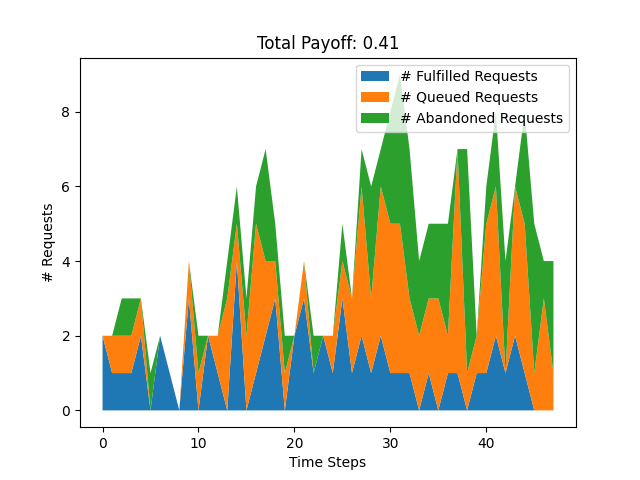 Total Payoff: 0.41
# Fulfilled Requests
# Queued Requests
# Abandoned Requests
8
6
4
2
0
# Requests
0 10 20 30 40
Time Steps